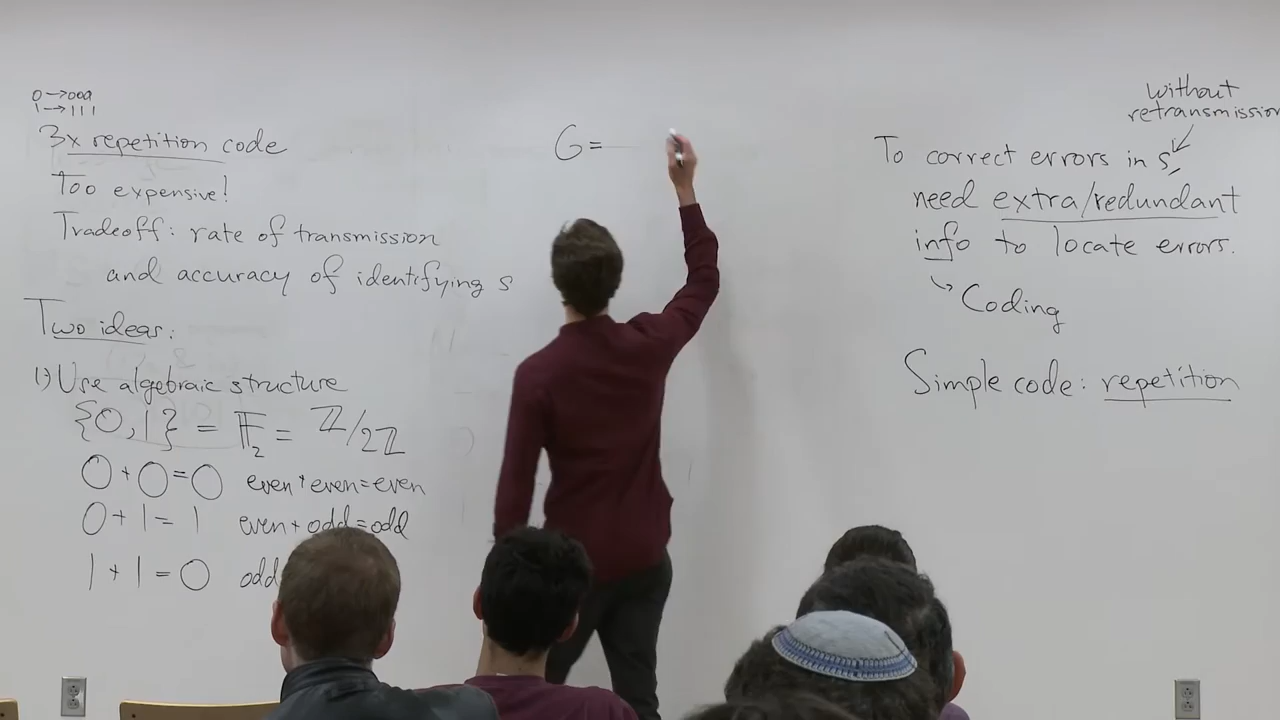 0→000
1→111
3x repetition code
Too expensive!
Tradeoff: rate of transmission
and accuracy of identifying s
Two ideas:
1) Use algebraic structure
{0,1} = 𝔽₂ = ℤ/2ℤ
0+0=0 even+even=even
0+1=1 even+odd=odd
1+1=0 odd
G=
without
retransmission
To correct errors in s,
need extra/redundant
info to locate errors.
↳ Coding
Simple code: repetition